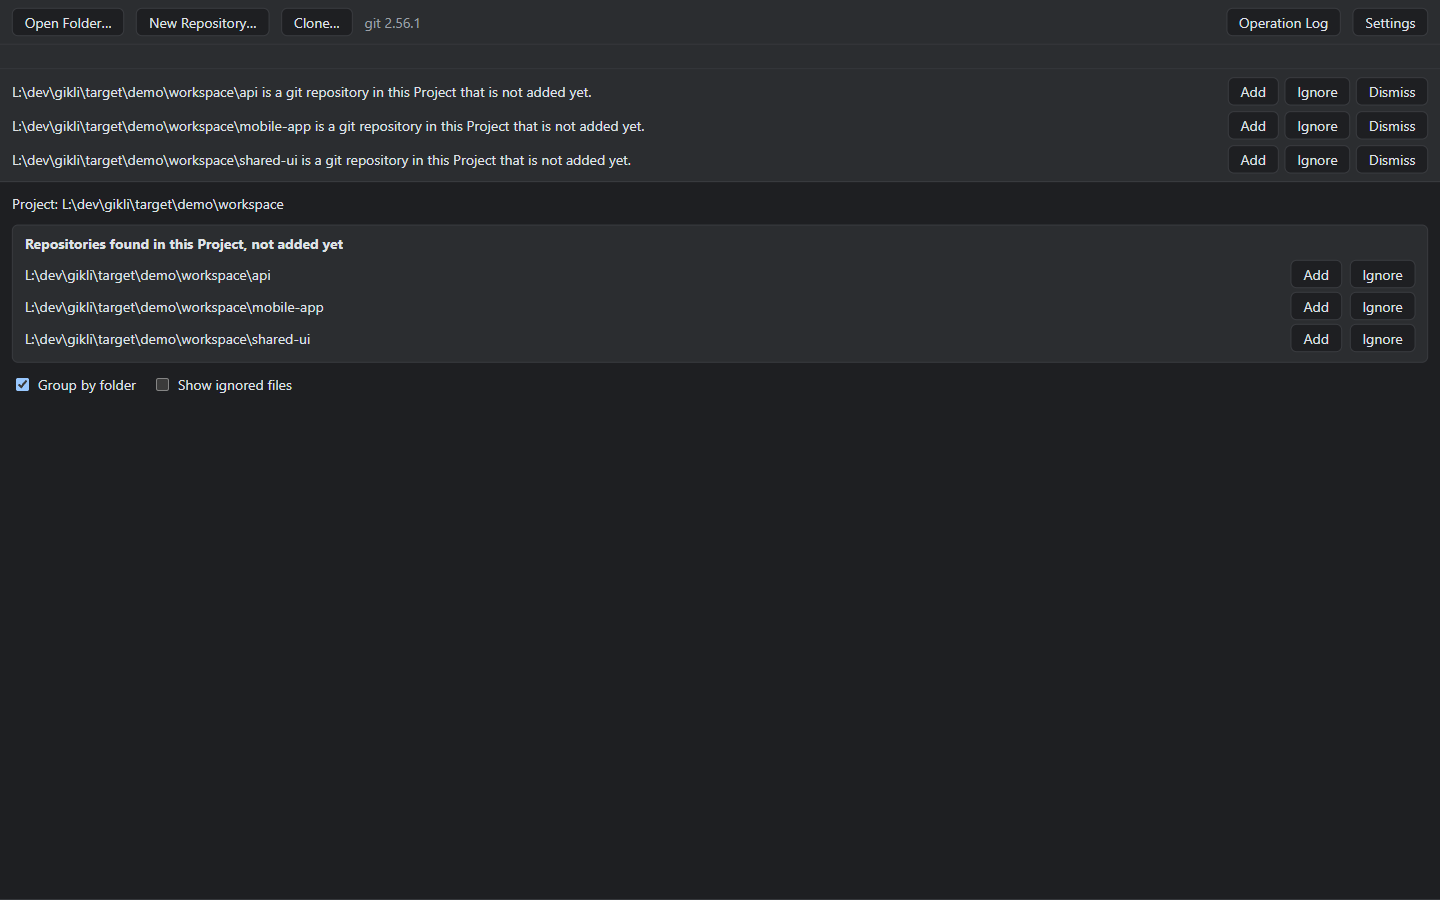 Open Folder... New Repository... Clone... git 2.56.1 Operation Log Settings
L:\dev\gikli\target\demo\workspace\api is a git repository in this Project that is not added yet. Add Ignore Dismiss
L:\dev\gikli\target\demo\workspace\mobile-app is a git repository in this Project that is not added yet. Add Ignore Dismiss
L:\dev\gikli\target\demo\workspace\shared-ui is a git repository in this Project that is not added yet. Add Ignore Dismiss
Project: L:\dev\gikli\target\demo\workspace
Repositories found in this Project, not added yet
L:\dev\gikli\target\demo\workspace\api Add Ignore
L:\dev\gikli\target\demo\workspace\mobile-app Add Ignore
L:\dev\gikli\target\demo\workspace\shared-ui Add Ignore
Group by folder Show ignored files